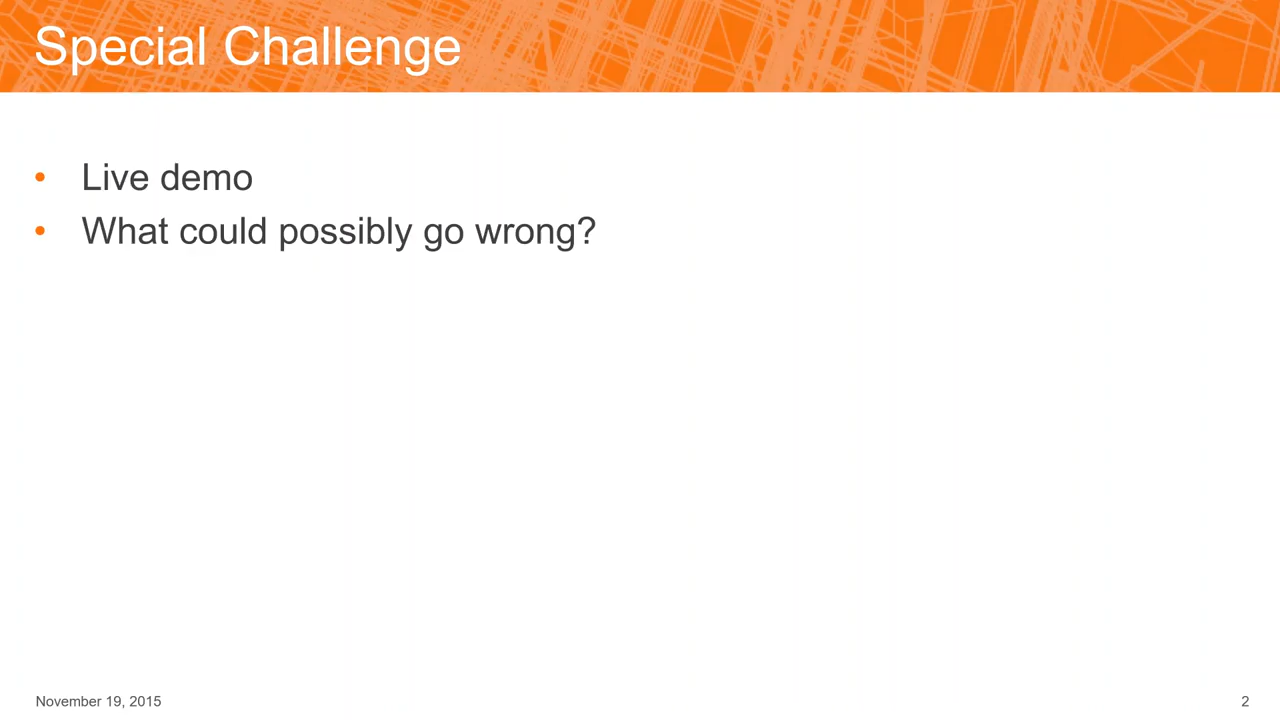 Special Challenge
• Live demo
• What could possibly go wrong?
November 19, 2015
2